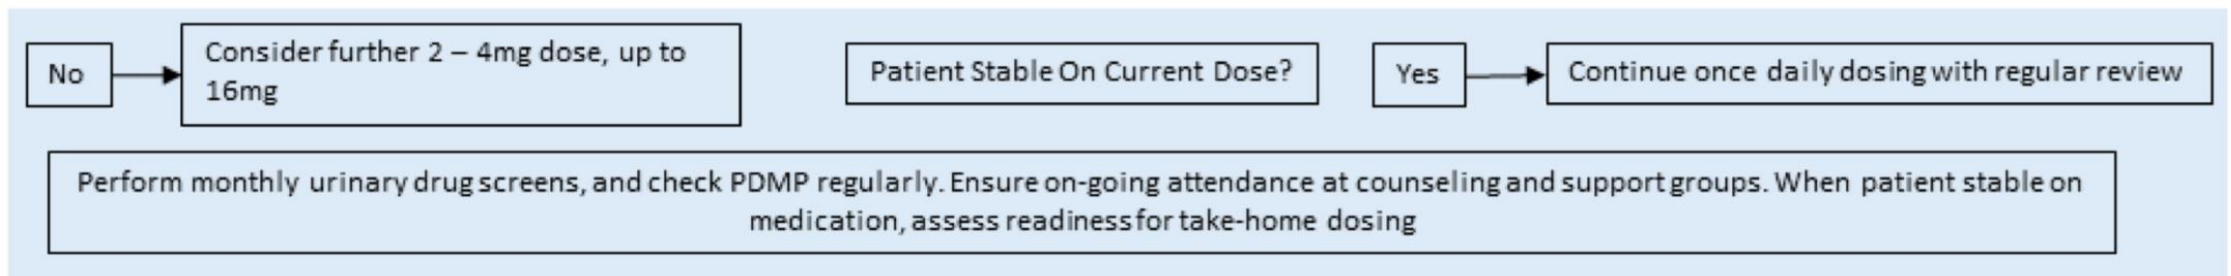 No
Consider further 2 – 4mg dose, up to
16mg
Patient Stable On Current Dose?
Yes
Continue once daily dosing with regular review
Perform monthly urinary drug screens, and check PDMP regularly. Ensure on-going attendance at counseling and support groups. When patient stable on
medication, assess readiness for take-home dosing